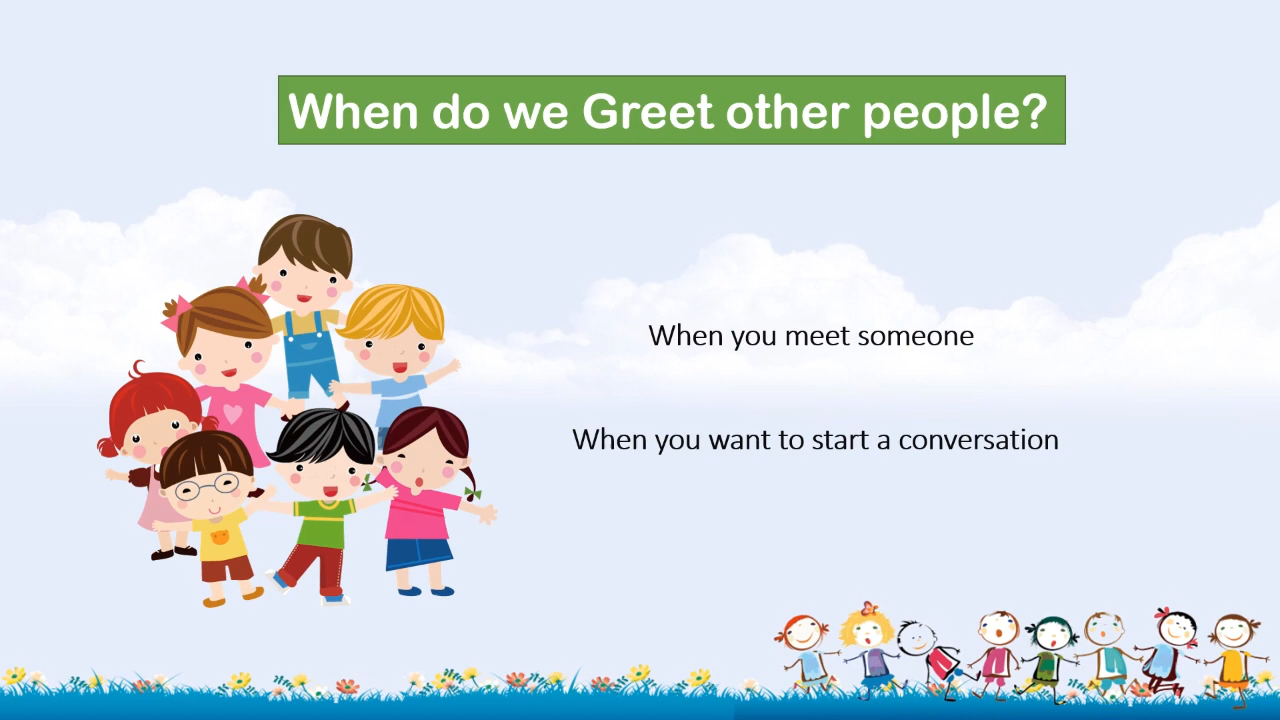 When do we Greet other people?
When you meet someone
When you want to start a conversation